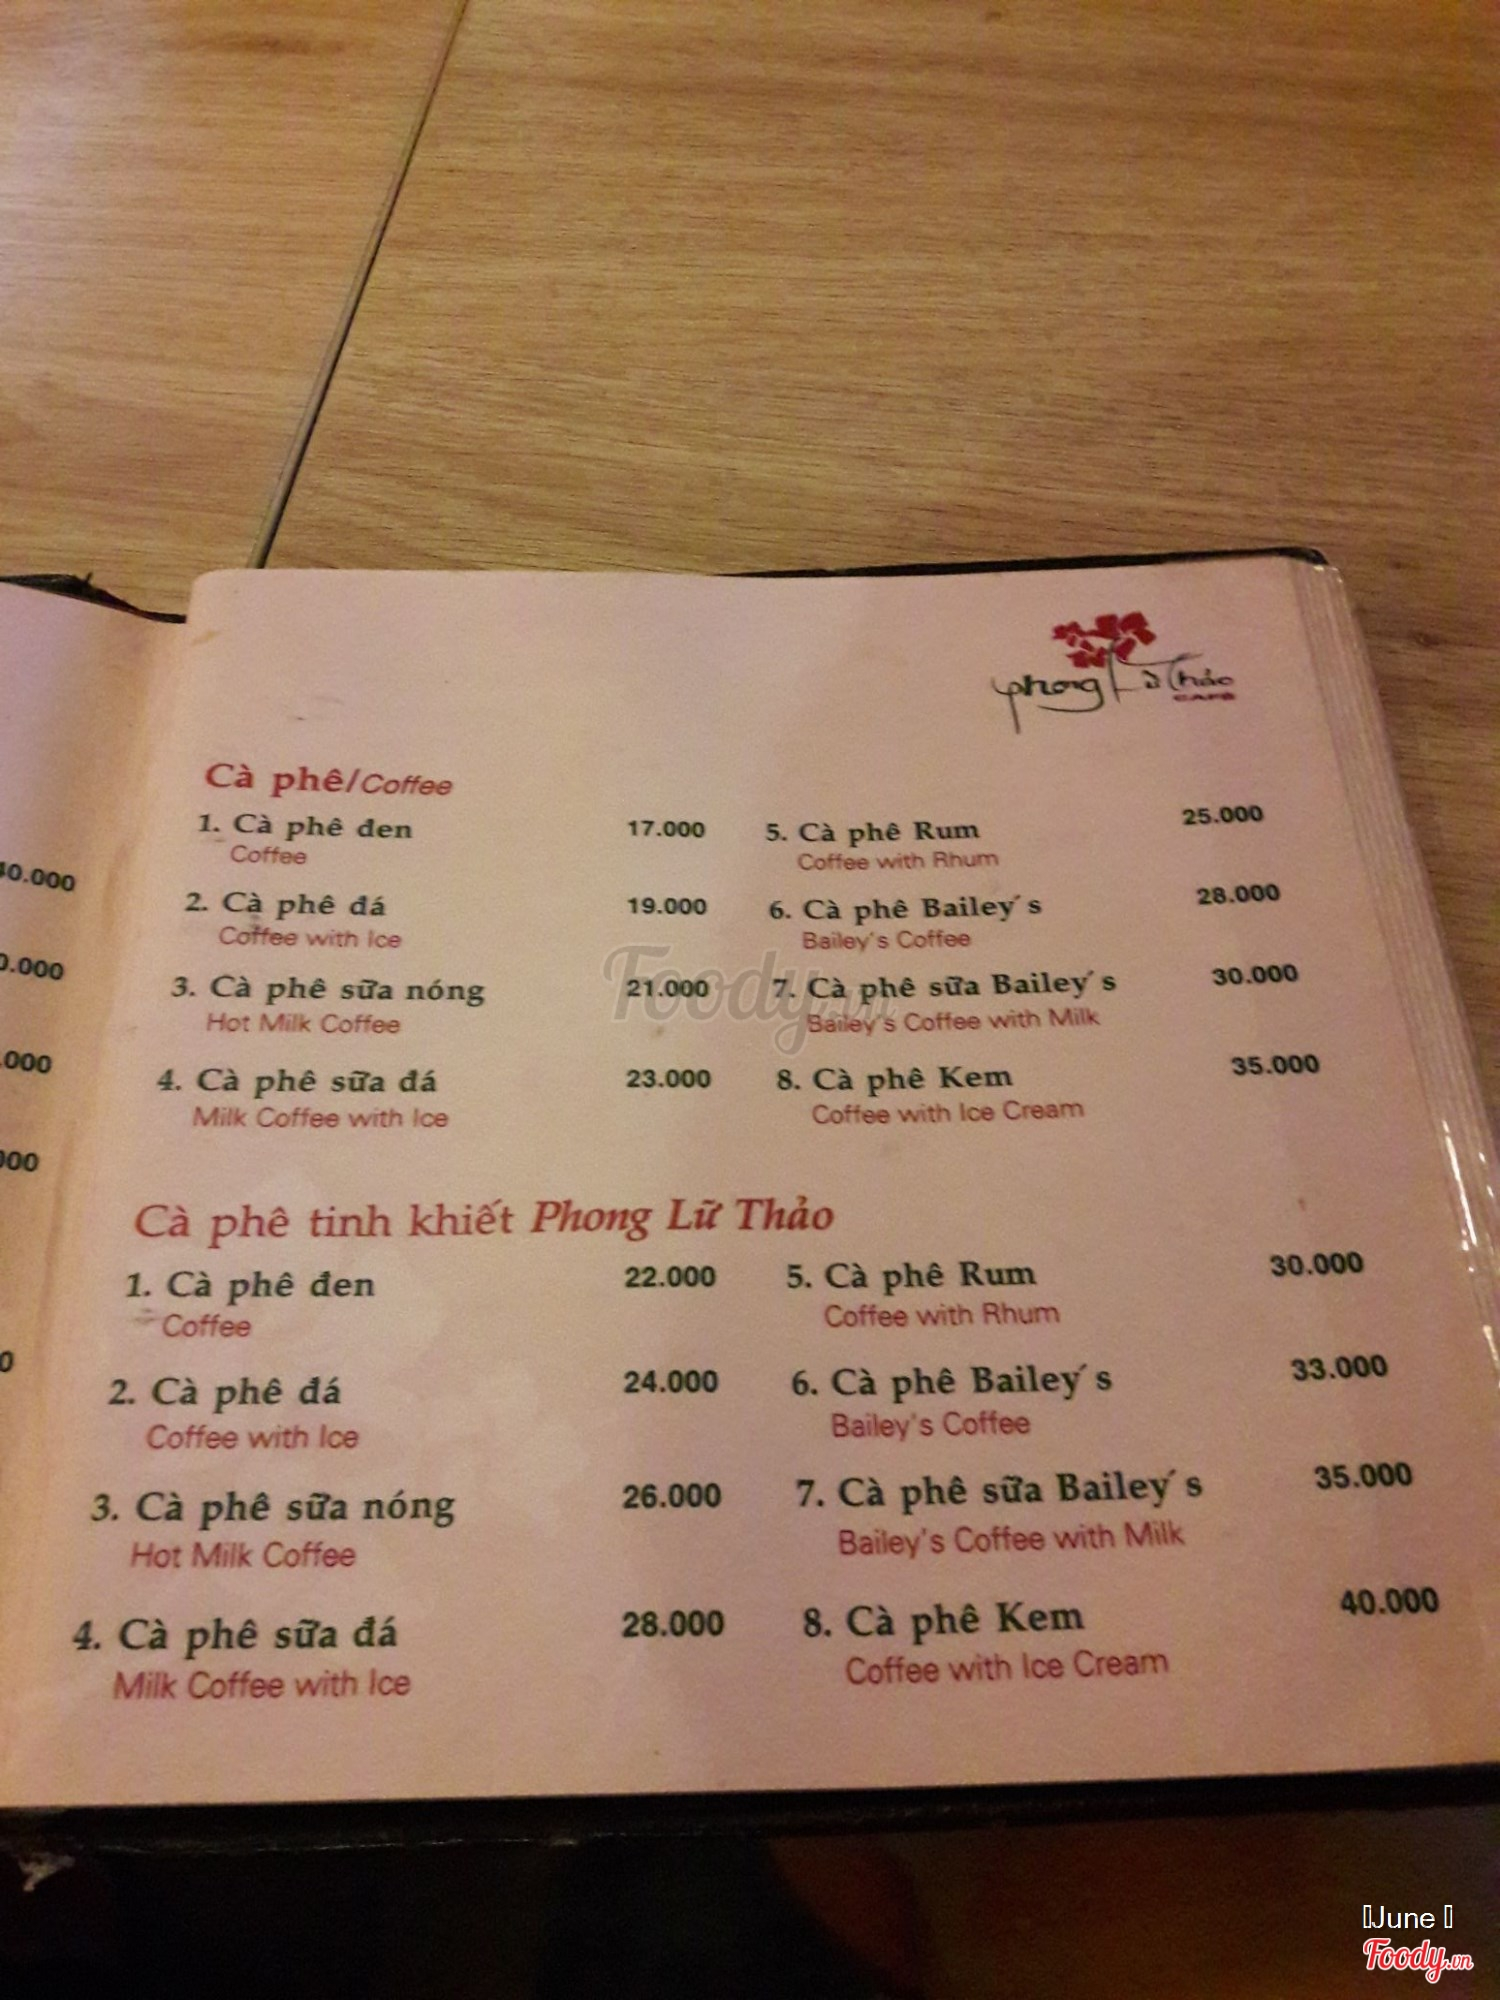 phong Lữ Thảo
CAFE
Cà phê/Coffee
1. Cà phê đen 17.000
Coffee
2. Cà phê đá 19.000
Coffee with Ice
3. Cà phê sữa nóng 21.000
Hot Milk Coffee
4. Cà phê sữa đá 23.000
Milk Coffee with Ice
5. Cà phê Rum 25.000
Coffee with Rhum
6. Cà phê Bailey´s 28.000
Bailey's Coffee
7. Cà phê sữa Bailey´s 30.000
Bailey's Coffee with Milk
8. Cà phê Kem 35.000
Coffee with Ice Cream
Cà phê tinh khiết Phong Lữ Thảo
1. Cà phê đen 22.000
Coffee
2. Cà phê đá 24.000
Coffee with Ice
3. Cà phê sữa nóng 26.000
Hot Milk Coffee
4. Cà phê sữa đá 28.000
Milk Coffee with Ice
5. Cà phê Rum 30.000
Coffee with Rhum
6. Cà phê Bailey´s 33.000
Bailey's Coffee
7. Cà phê sữa Bailey´s 35.000
Bailey's Coffee with Milk
8. Cà phê Kem 40.000
Coffee with Ice Cream
Foody.vn
June
Foody.vn